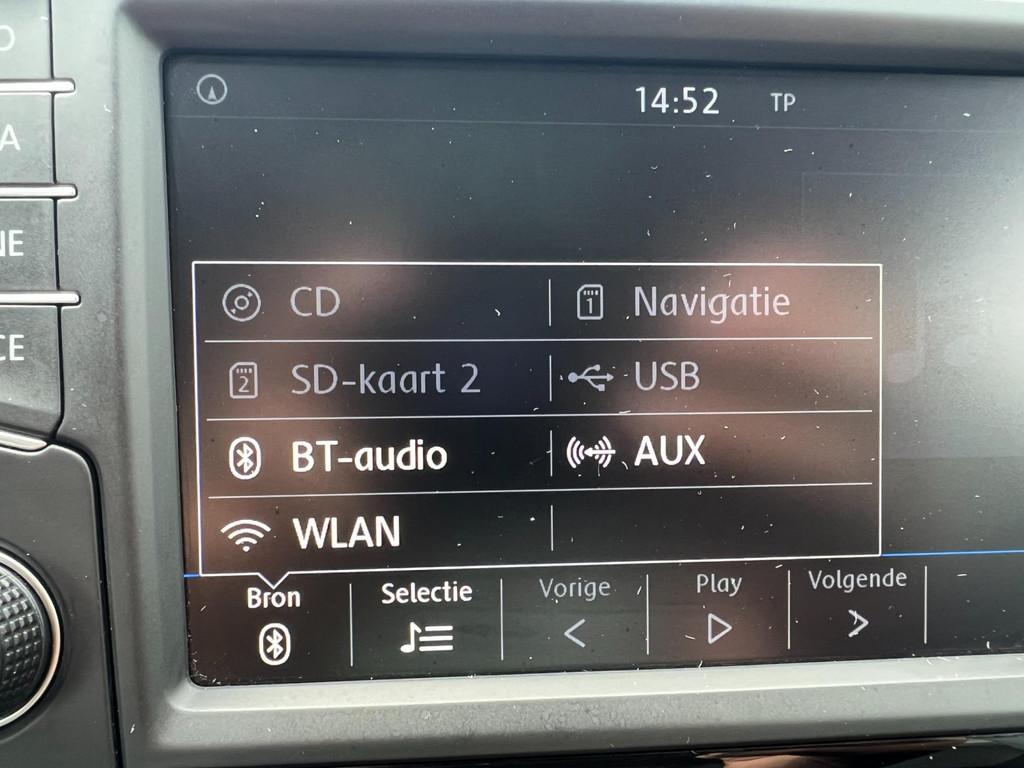 14:52 TP
CD Navigatie
SD-kaart 2 USB
BT-audio AUX
WLAN
Bron Selectie Vorige Play Volgende